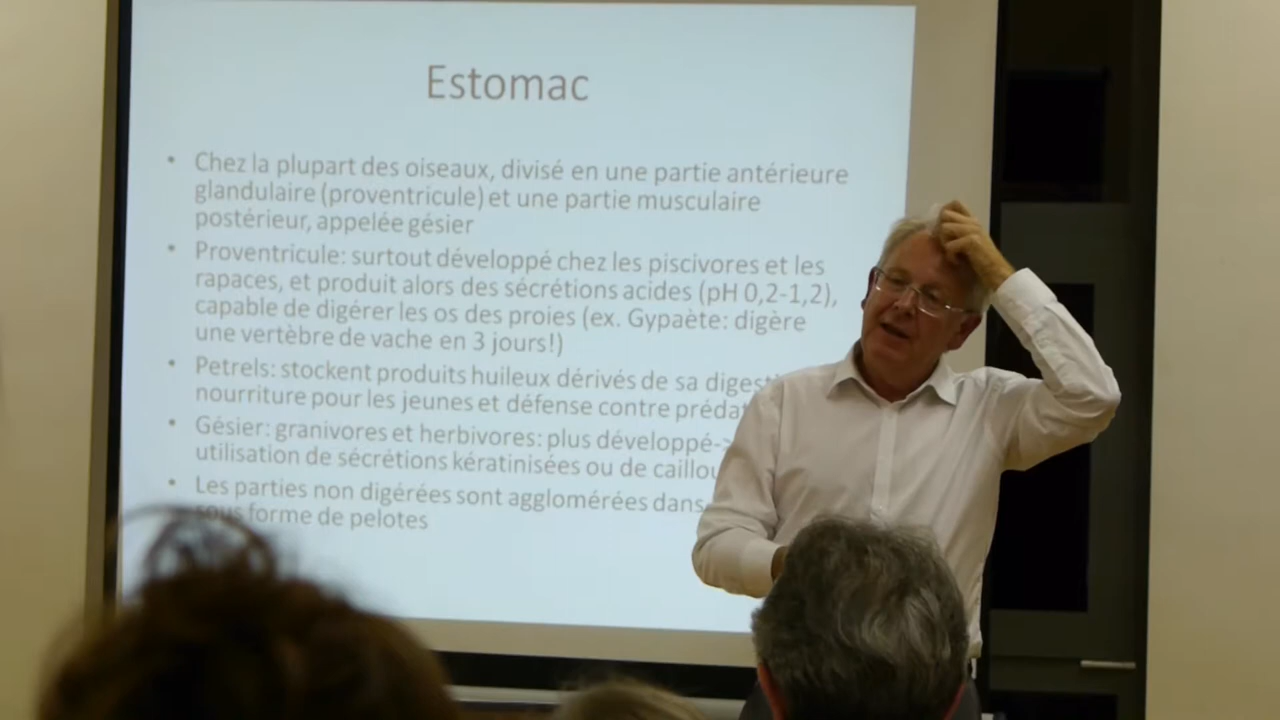 Estomac
• Chez la plupart des oiseaux, divisé en une partie antérieure
glandulaire (proventricule) et une partie musculaire
postérieur, appelée gésier
• Proventricule: surtout développé chez les piscivores et les
rapaces, et produit alors des sécrétions acides (pH 0,2-1,2),
capable de digérer les os des proies (ex. Gypaète: digère
une vertèbre de vache en 3 jours!)
• Petrels: stockent produits huileux dérivés de sa
nourriture pour les jeunes et défense contre
• Gésier: granivores et herbivores: plus développé->
utilisation de sécrétions kératinisées ou de
• Les parties non digérées sont agglomérées dans
sous forme de pelotes